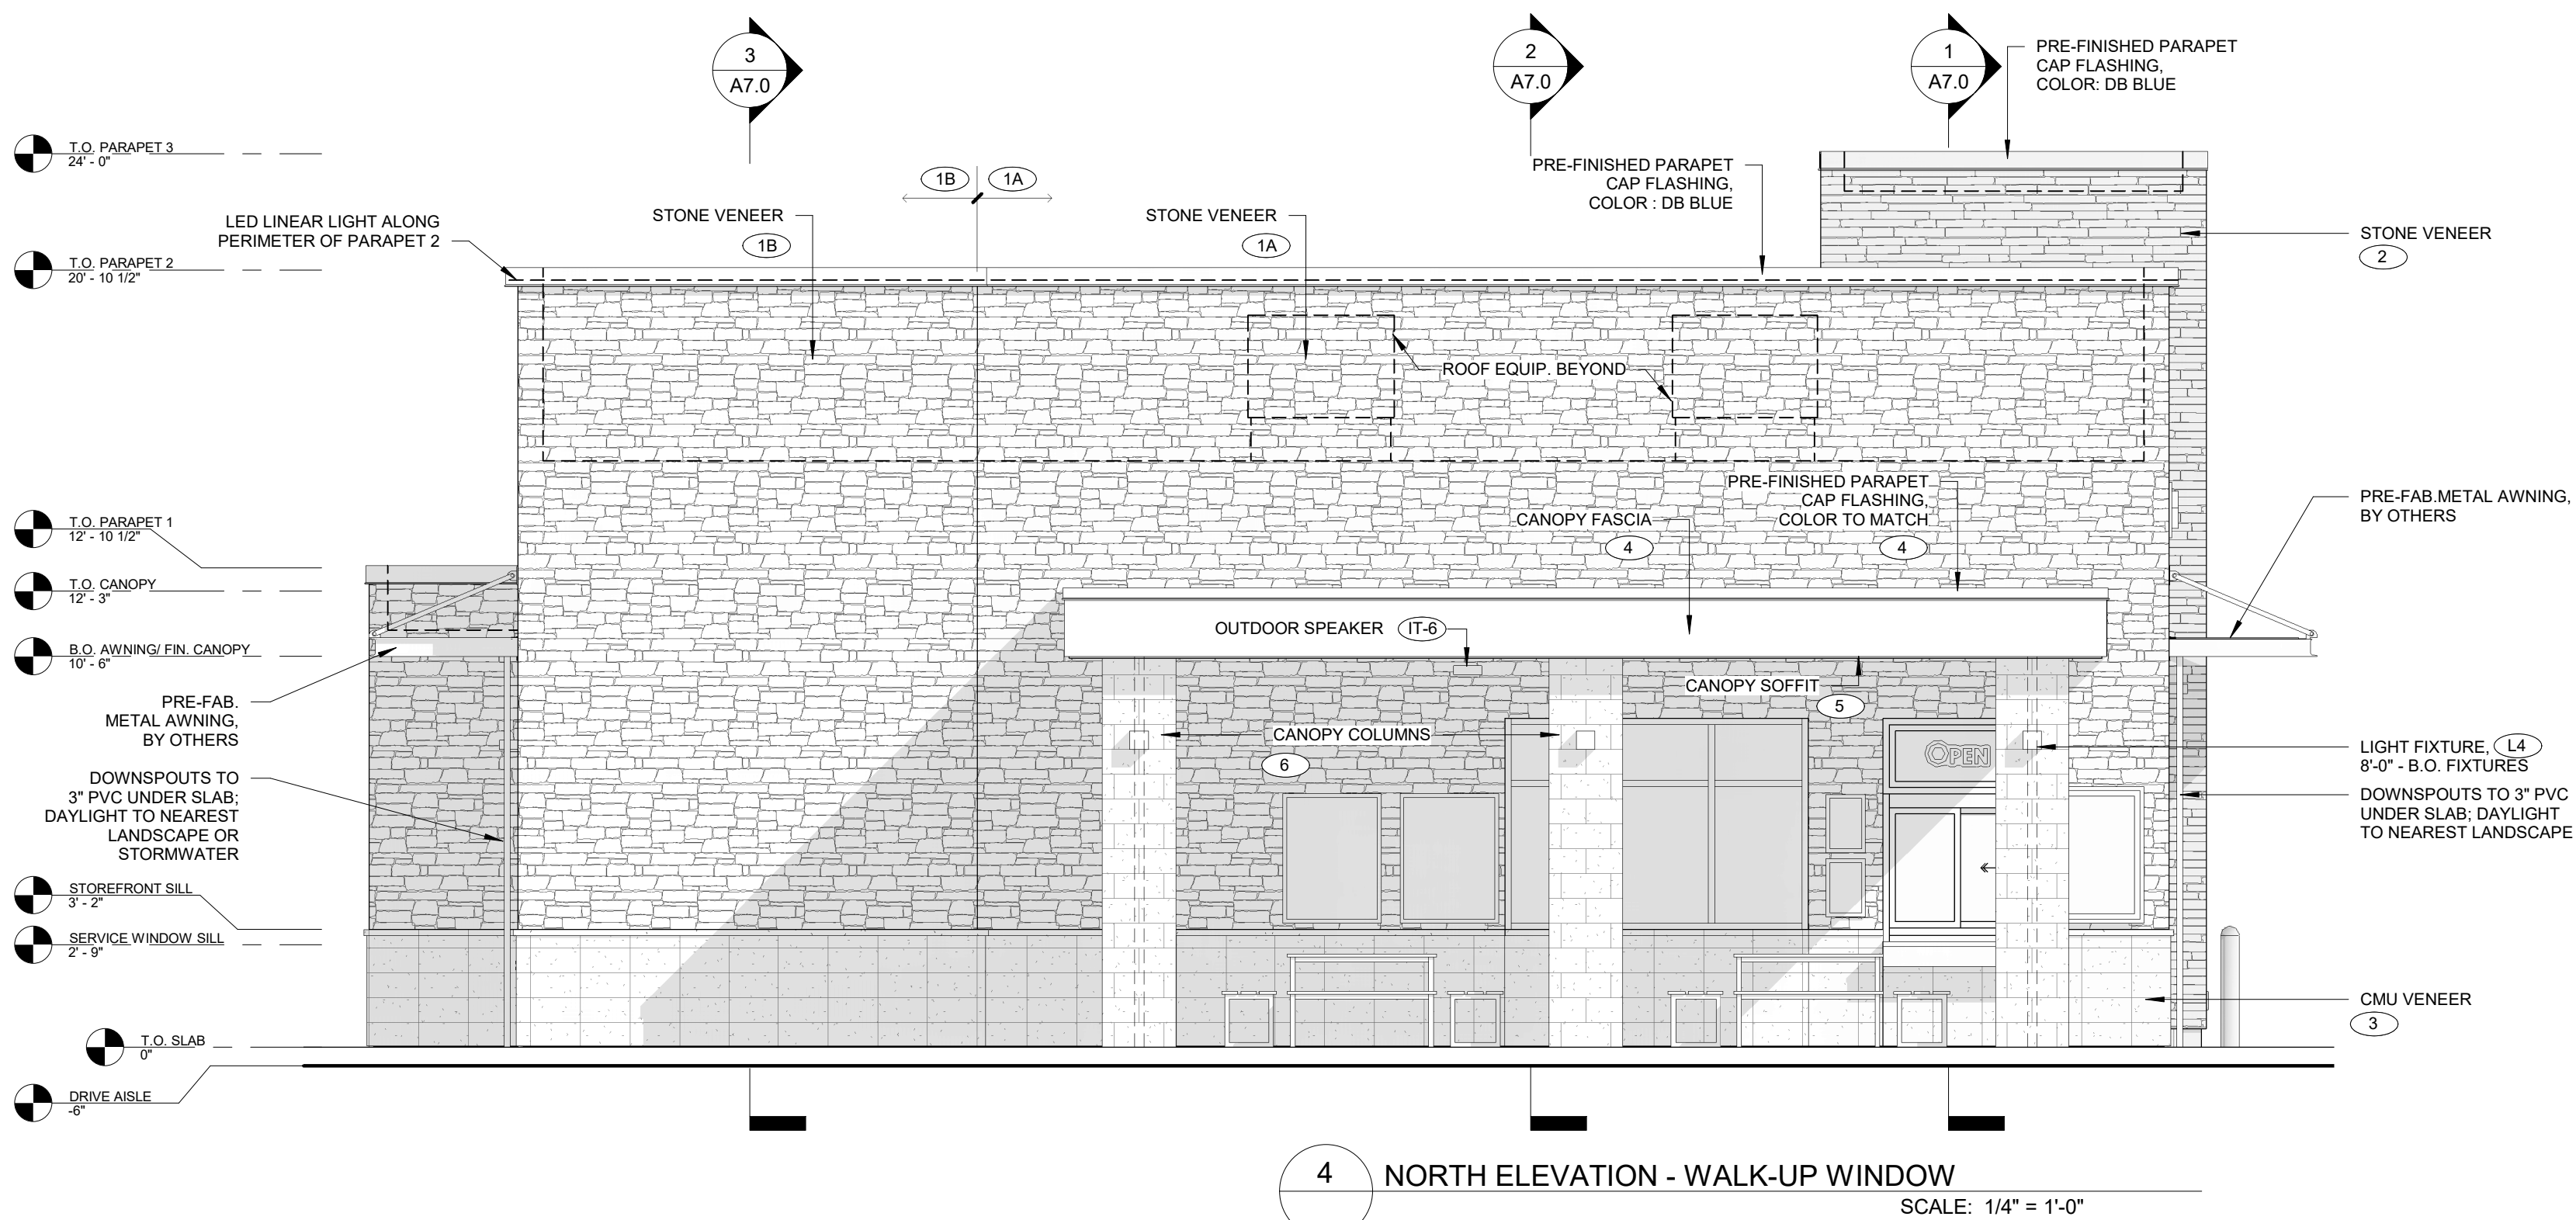 3
A7.0
2
A7.0
1
A7.0
PRE-FINISHED PARAPET
CAP FLASHING,
COLOR: DB BLUE
T.O. PARAPET 3
24' - 0"
PRE-FINISHED PARAPET
CAP FLASHING,
COLOR : DB BLUE
1B
1A
LED LINEAR LIGHT ALONG
PERIMETER OF PARAPET 2
STONE VENEER
1B
STONE VENEER
1A
STONE VENEER
2
T.O. PARAPET 2
20' - 10 1/2"
ROOF EQUIP. BEYOND
PRE-FINISHED PARAPET
CAP FLASHING,
COLOR TO MATCH
4
CANOPY FASCIA
4
PRE-FAB.METAL AWNING,
BY OTHERS
T.O. PARAPET 1
12' - 10 1/2"
T.O. CANOPY
12' - 3"
B.O. AWNING/ FIN. CANOPY
10' - 6"
OUTDOOR SPEAKER
IT-6
CANOPY SOFFIT
5
PRE-FAB.
METAL AWNING,
BY OTHERS
CANOPY COLUMNS
6
OPEN
LIGHT FIXTURE,
L4
8'-0" - B.O. FIXTURES
DOWNSPOUTS TO
3" PVC UNDER SLAB;
DAYLIGHT TO NEAREST
LANDSCAPE OR
STORMWATER
DOWNSPOUTS TO 3" PVC
UNDER SLAB; DAYLIGHT
TO NEAREST LANDSCAPE
STOREFRONT SILL
3' - 2"
SERVICE WINDOW SILL
2' - 9"
CMU VENEER
3
T.O. SLAB
0"
DRIVE AISLE
-6"
4
NORTH ELEVATION - WALK-UP WINDOW
SCALE: 1/4" = 1'-0"